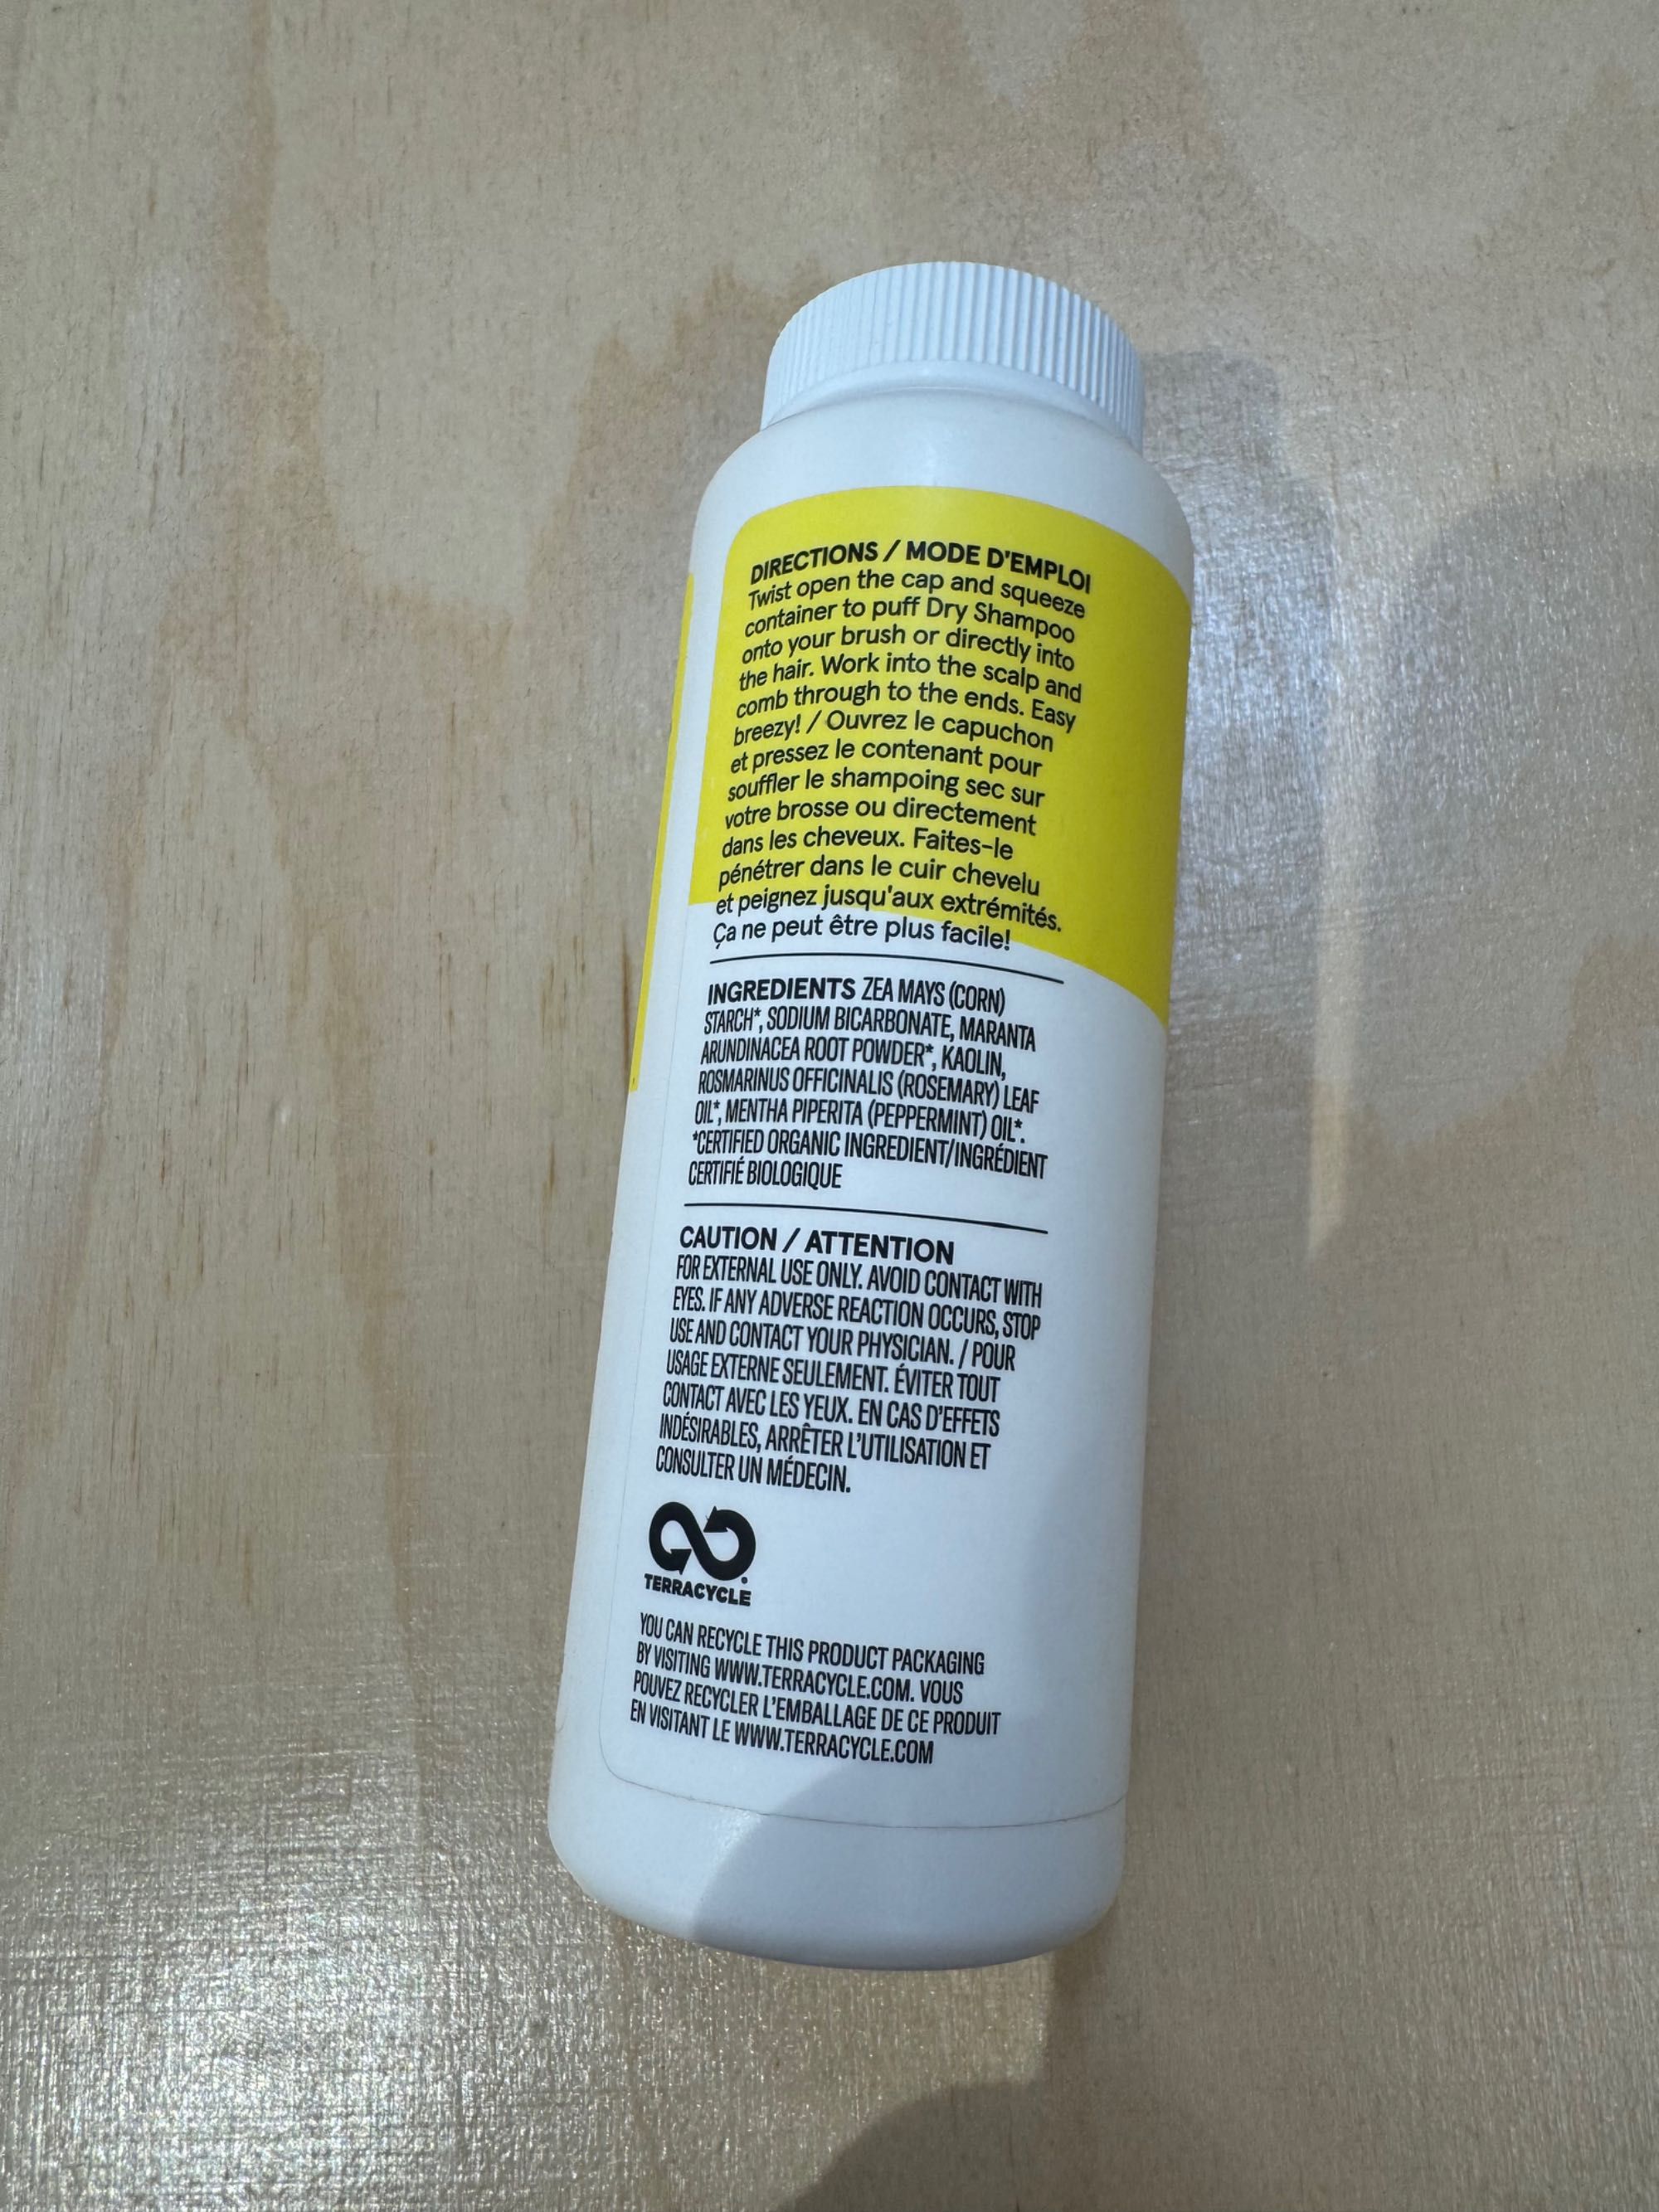 DIRECTIONS / MODE D'EMPLOI
Twist open the cap and squeeze
container to puff Dry Shampoo
onto your brush or directly into
the hair. Work into the scalp and
comb through to the ends. Easy
breezy! / Ouvrez le capuchon
et pressez le contenant pour
souffler le shampoing sec sur
votre brosse ou directement
dans les cheveux. Faites-le
pénétrer dans le cuir chevelu
et peignez jusqu'aux extrémités.
Ça ne peut être plus facile!
INGREDIENTS ZEA MAYS (CORN)
STARCH*, SODIUM BICARBONATE, MARANTA
ARUNDINACEA ROOT POWDER*, KAOLIN,
ROSMARINUS OFFICINALIS (ROSEMARY) LEAF
OIL*, MENTHA PIPERITA (PEPPERMINT) OIL*.
*CERTIFIED ORGANIC INGREDIENT/INGRÉDIENT
CERTIFIÉ BIOLOGIQUE
CAUTION / ATTENTION
FOR EXTERNAL USE ONLY. AVOID CONTACT WITH
EYES. IF ANY ADVERSE REACTION OCCURS, STOP
USE AND CONTACT YOUR PHYSICIAN. / POUR
USAGE EXTERNE SEULEMENT. ÉVITER TOUT
CONTACT AVEC LES YEUX. EN CAS D'EFFETS
INDÉSIRABLES, ARRÊTER L'UTILISATION ET
CONSULTER UN MÉDECIN.
TERRACYCLE
YOU CAN RECYCLE THIS PRODUCT PACKAGING
BY VISITING WWW.TERRACYCLE.COM. VOUS
POUVEZ RECYCLER L'EMBALLAGE DE CE PRODUIT
EN VISITANT LE WWW.TERRACYCLE.COM